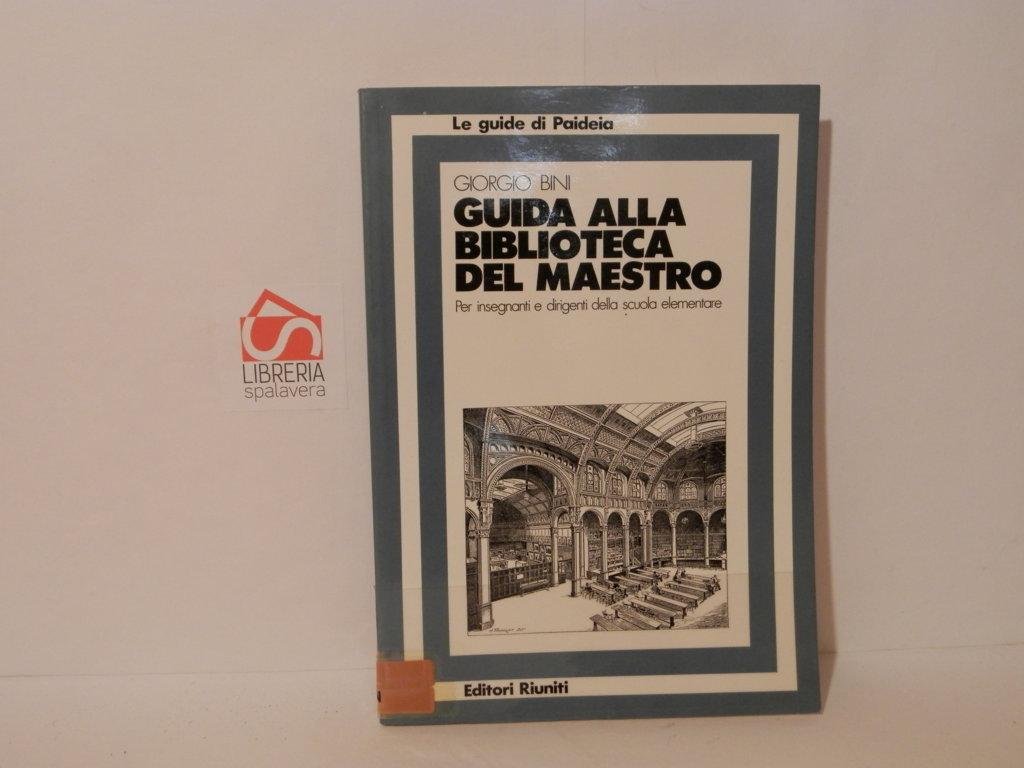 Le guide di Paideia
GIORGIO BINI
GUIDA ALLA
BIBLIOTECA
DEL MAESTRO
Per insegnanti e dirigenti della scuola elementare
Editori Riuniti
LIBRERIA
spalavera